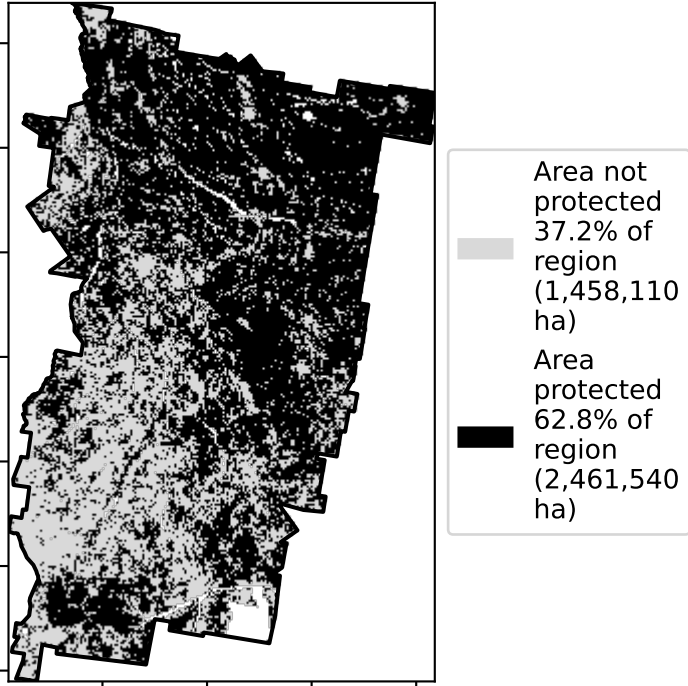 Area not
protected
37.2% of
region
(1,458,110
ha)
Area
protected
62.8% of
region
(2,461,540
ha)